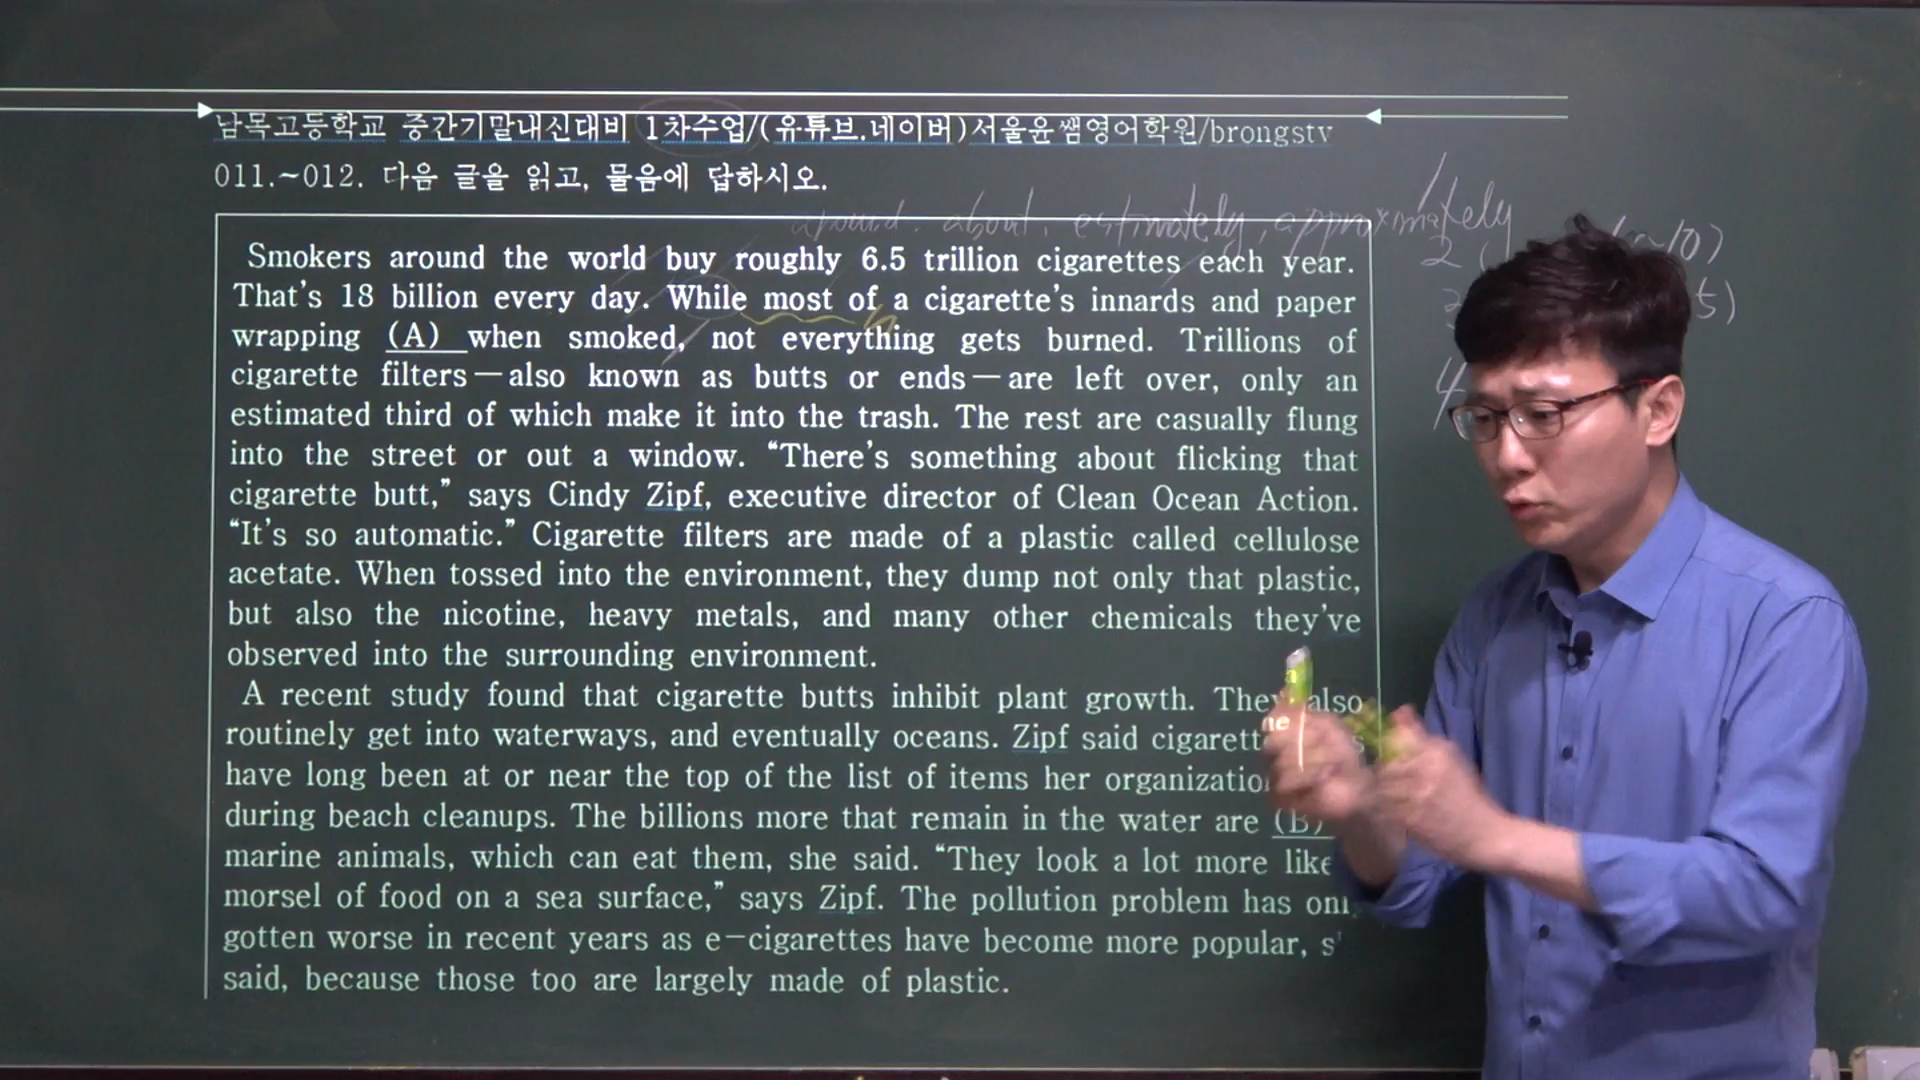 남목고등학교 중간기말내신대비 1차수업/(유튜브.네이버)서울윤쌤영어학원/brongstv
011.~012. 다음 글을 읽고, 물음에 답하시오.
around. about. estimately, approximately
Smokers around the world buy roughly 6.5 trillion cigarettes each year.
That's 18 billion every day. While most of a cigarette's innards and paper
wrapping (A) when smoked, not everything gets burned. Trillions of
cigarette filters—also known as butts or ends—are left over, only an
estimated third of which make it into the trash. The rest are casually flung
into the street or out a window. “There's something about flicking that
cigarette butt,” says Cindy Zipf, executive director of Clean Ocean Action.
“It's so automatic.” Cigarette filters are made of a plastic called cellulose
acetate. When tossed into the environment, they dump not only that plastic,
but also the nicotine, heavy metals, and many other chemicals they've
observed into the surrounding environment.
A recent study found that cigarette butts inhibit plant growth. They also
routinely get into waterways, and eventually oceans. Zipf said
have long been at or near the top of the list of items her
during beach cleanups. The billions more that remain in the water are (B)
marine animals, which can eat them, she said. “They look a lot more like
morsel of food on a sea surface,” says Zipf. The pollution problem has
gotten worse in recent years as e-cigarettes have become more popular,
said, because those too are largely made of plastic.
1
2
4